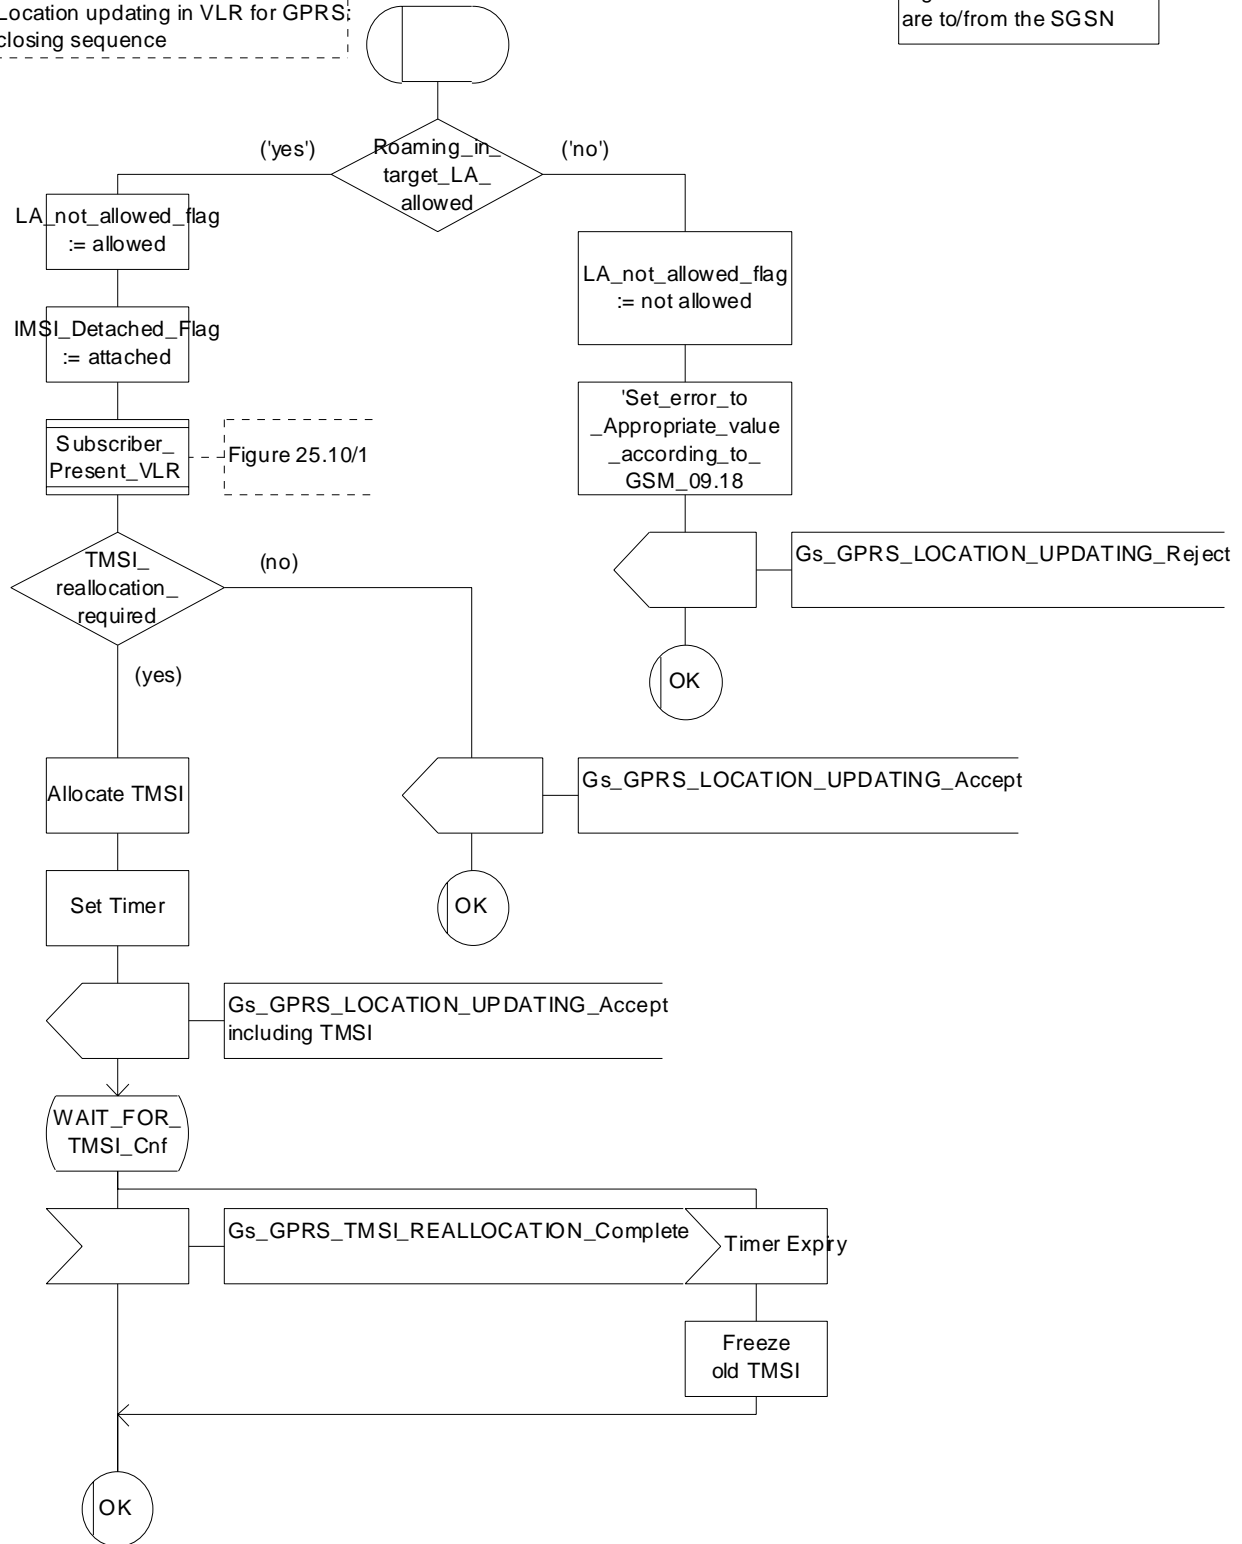 Location updating in VLR for GPRS:
closing sequence
are to/from the SGSN
('yes')
Roaming_in_
target_LA_
allowed
('no')
LA_not_allowed_flag
:= allowed
LA_not_allowed_flag
:= not allowed
IMSI_Detached_Flag
:= attached
'Set_error_to
_Appropriate_value
_according_to_
GSM_09.18
Subscriber_
Present_VLR
Figure 25.10/1
TMSI_
reallocation_
required
(no)
Gs_GPRS_LOCATION_UPDATING_Reject
(yes)
OK
Allocate TMSI
Gs_GPRS_LOCATION_UPDATING_Accept
Set Timer
OK
Gs_GPRS_LOCATION_UPDATING_Accept
including TMSI
WAIT_FOR_
TMSI_Cnf
Gs_GPRS_TMSI_REALLOCATION_Complete
Timer Expiry
Freeze
old TMSI
OK